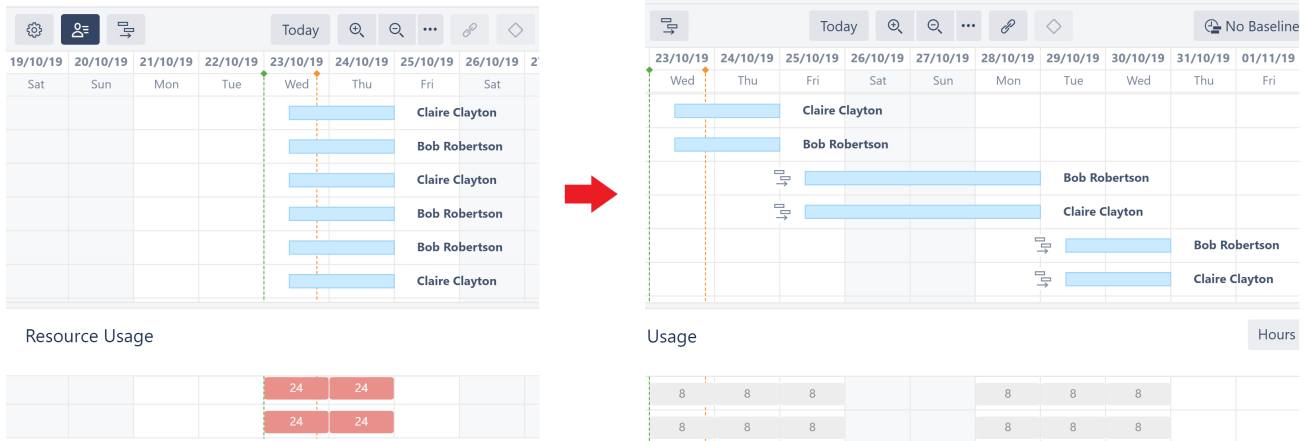 Today
19/10/19 20/10/19 21/10/19 22/10/19 23/10/19 24/10/19 25/10/19 26/10/19 2
Sat Sun Mon Tue Wed Thu Fri Sat
Claire Clayton
Bob Robertson
Claire Clayton
Bob Robertson
Bob Robertson
Claire Clayton
Resource Usage
24 24
24 24
Today No Baseline
23/10/19 24/10/19 25/10/19 26/10/19 27/10/19 28/10/19 29/10/19 30/10/19 31/10/19 01/11/19
Wed Thu Fri Sat Sun Mon Tue Wed Thu Fri
Claire Clayton
Bob Robertson
Bob Robertson
Claire Clayton
Bob Robertson
Claire Clayton
Usage Hours
8 8 8 8 8 8
8 8 8 8 8 8